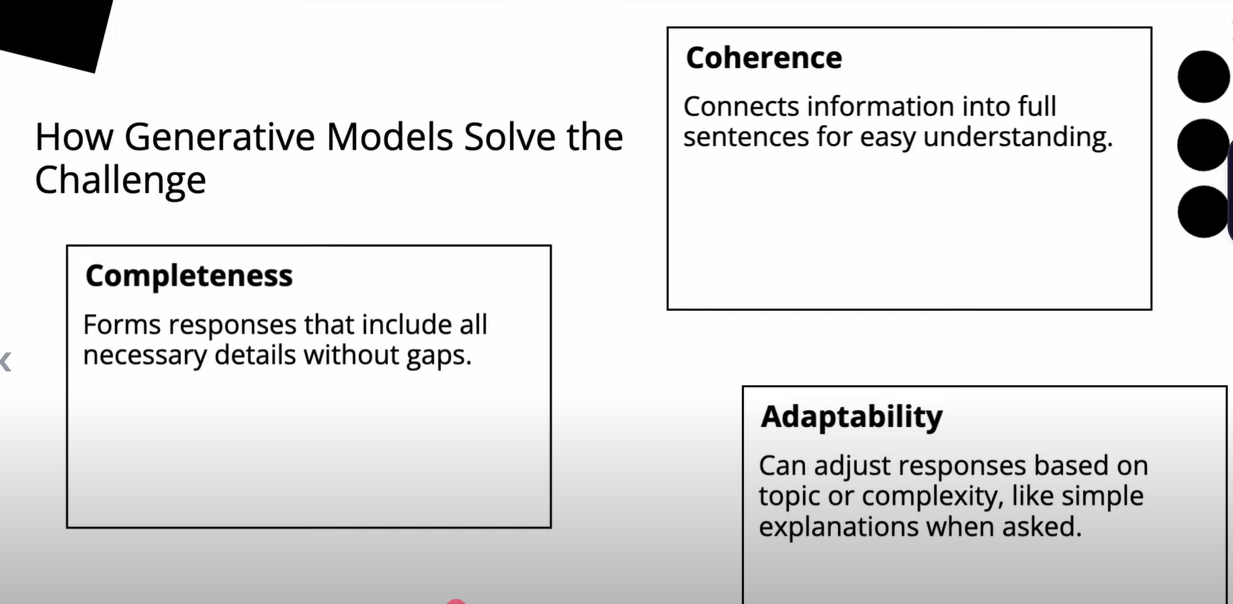 How Generative Models Solve the
Challenge
Completeness
Forms responses that include all
necessary details without gaps.
Coherence
Connects information into full
sentences for easy understanding.
Adaptability
Can adjust responses based on
topic or complexity, like simple
explanations when asked.